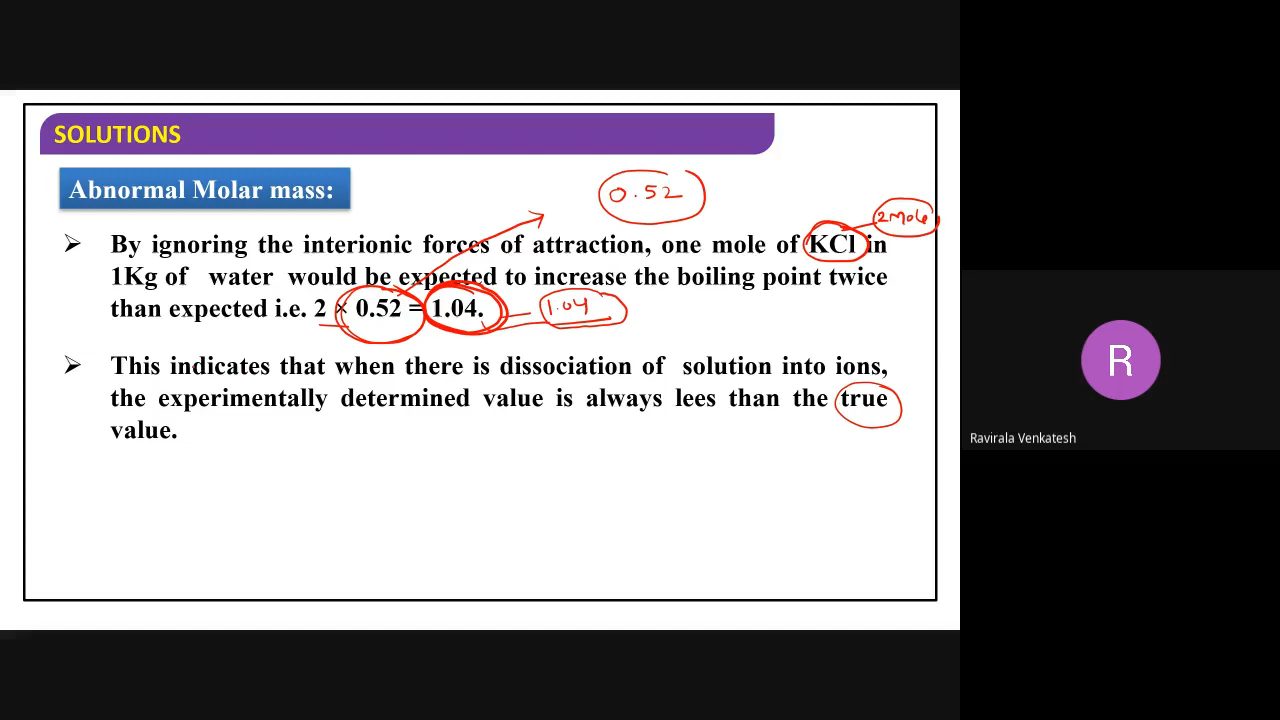 SOLUTIONS
Abnormal Molar mass:
0.52
2 Mole
➢ By ignoring the interionic forces of attraction, one mole of KCl in
1Kg of water would be expected to increase the boiling point twice
than expected i.e. 2 × 0.52 = 1.04.
1.04
➢ This indicates that when there is dissociation of solution into ions,
the experimentally determined value is always lees than the true
value.
R
Ravirala Venkatesh